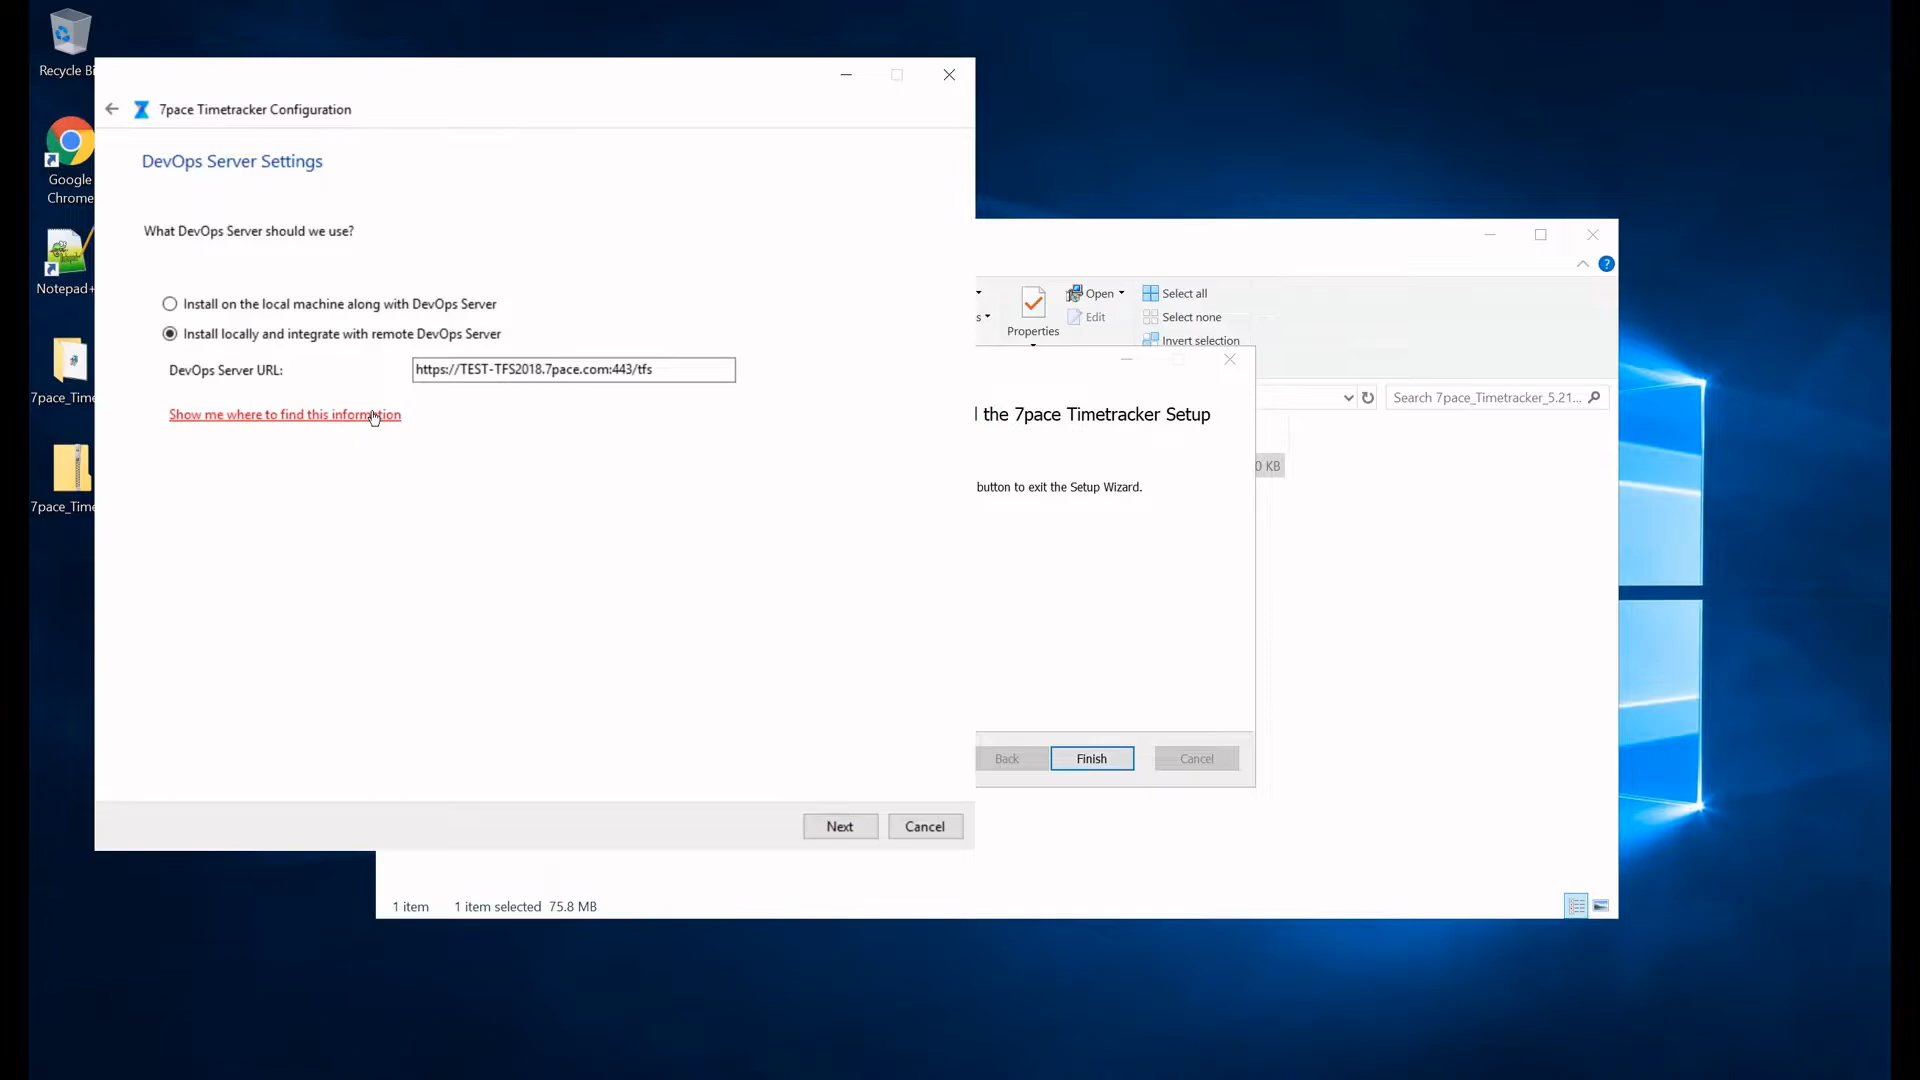 Recycle Bi
Google
Chrome
Notepad+
7pace_Time
7pace_Time
7pace Timetracker Configuration
DevOps Server Settings
What DevOps Server should we use?
Install on the local machine along with DevOps Server
Install locally and integrate with remote DevOps Server
DevOps Server URL:
https://TEST-TFS2018.7pace.com:443/tfs
Show me where to find this information
Next
Cancel
Properties
Open
Edit
Select all
Select none
Invert selection
Search 7pace_Timetracker_5.21...
the 7pace Timetracker Setup
0 KB
button to exit the Setup Wizard.
Back
Finish
Cancel
1 item
1 item selected 75.8 MB